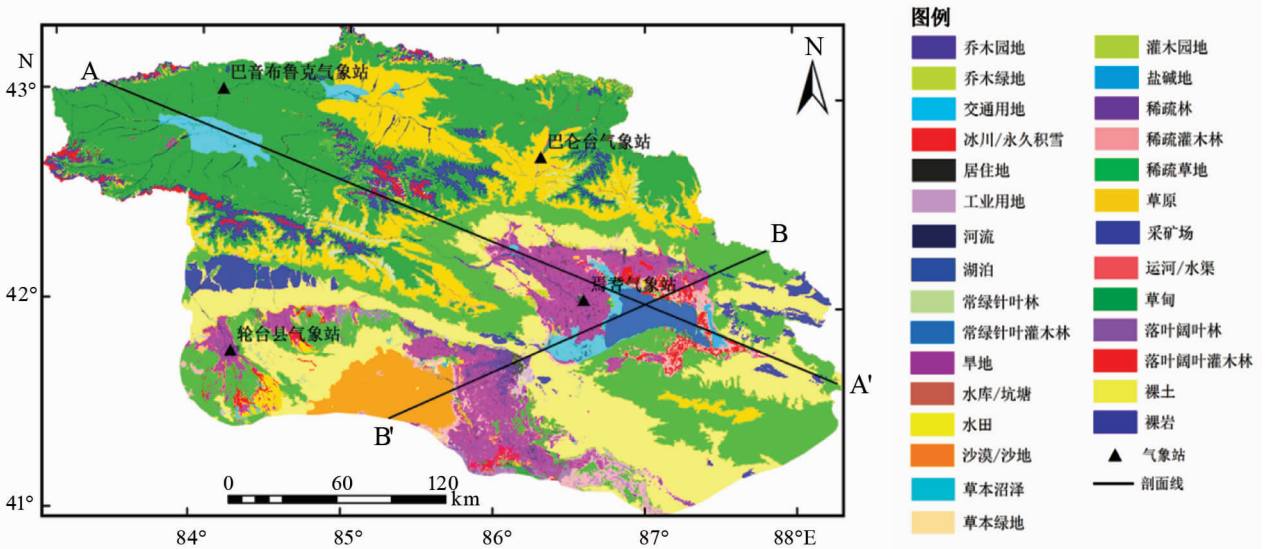 N
43°
42°
41°
84°
85°
86°
87°
88°E
N
A
巴音布鲁克气象站
巴仑台气象站
B
焉耆气象站
轮台县气象站
A'
B'
0 60 120
km
图例
乔木园地
乔木绿地
交通用地
冰川/永久积雪
居住地
工业用地
河流
湖泊
常绿针叶林
常绿针叶灌木林
旱地
水库/坑塘
水田
沙漠/沙地
草本沼泽
草本绿地
灌木园地
盐碱地
稀疏林
稀疏灌木林
稀疏草地
草原
采矿场
运河/水渠
草甸
落叶阔叶林
落叶阔叶灌木林
裸土
裸岩
气象站
剖面线